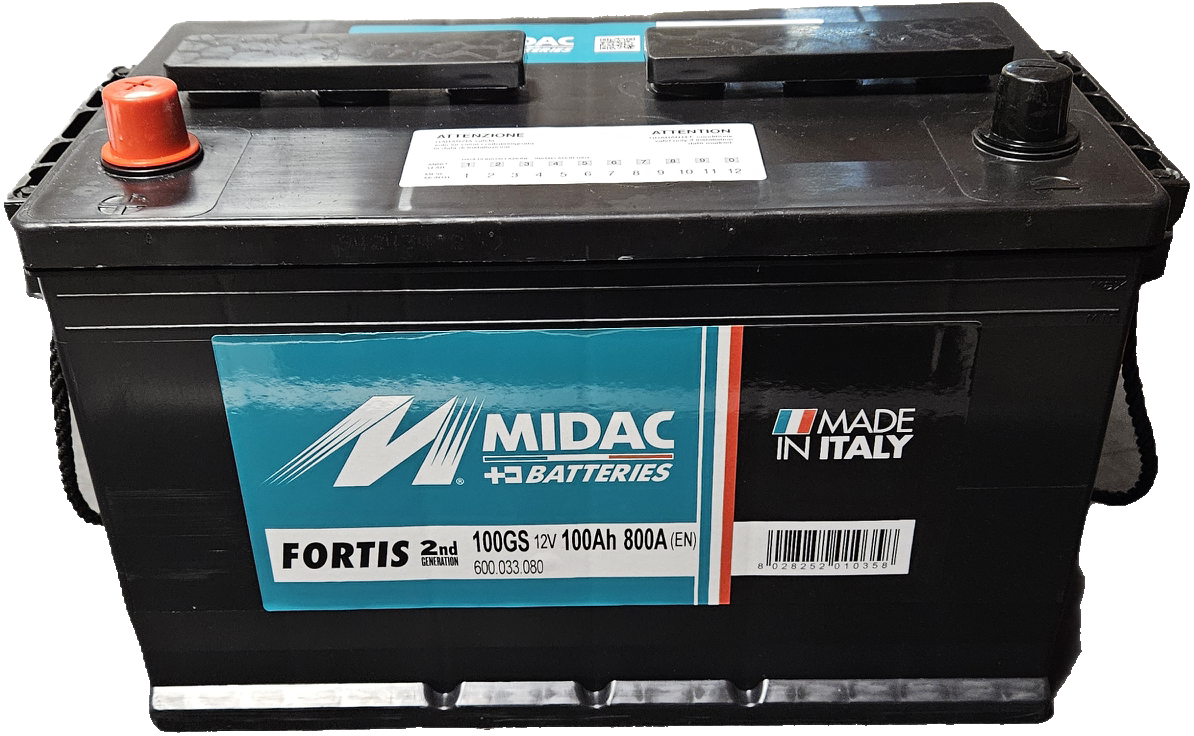 ATTENZIONE
ATTENTION
1 2 3 4 5 6 7 8 9 0
1 2 3 4 5 6 7 8 9 10 11 12
MIDAC
BATTERIES
MADE
IN ITALY
FORTIS 2nd GENERATION 100GS 12V 100Ah 800A (EN)
600.033.080
8 028252 010358